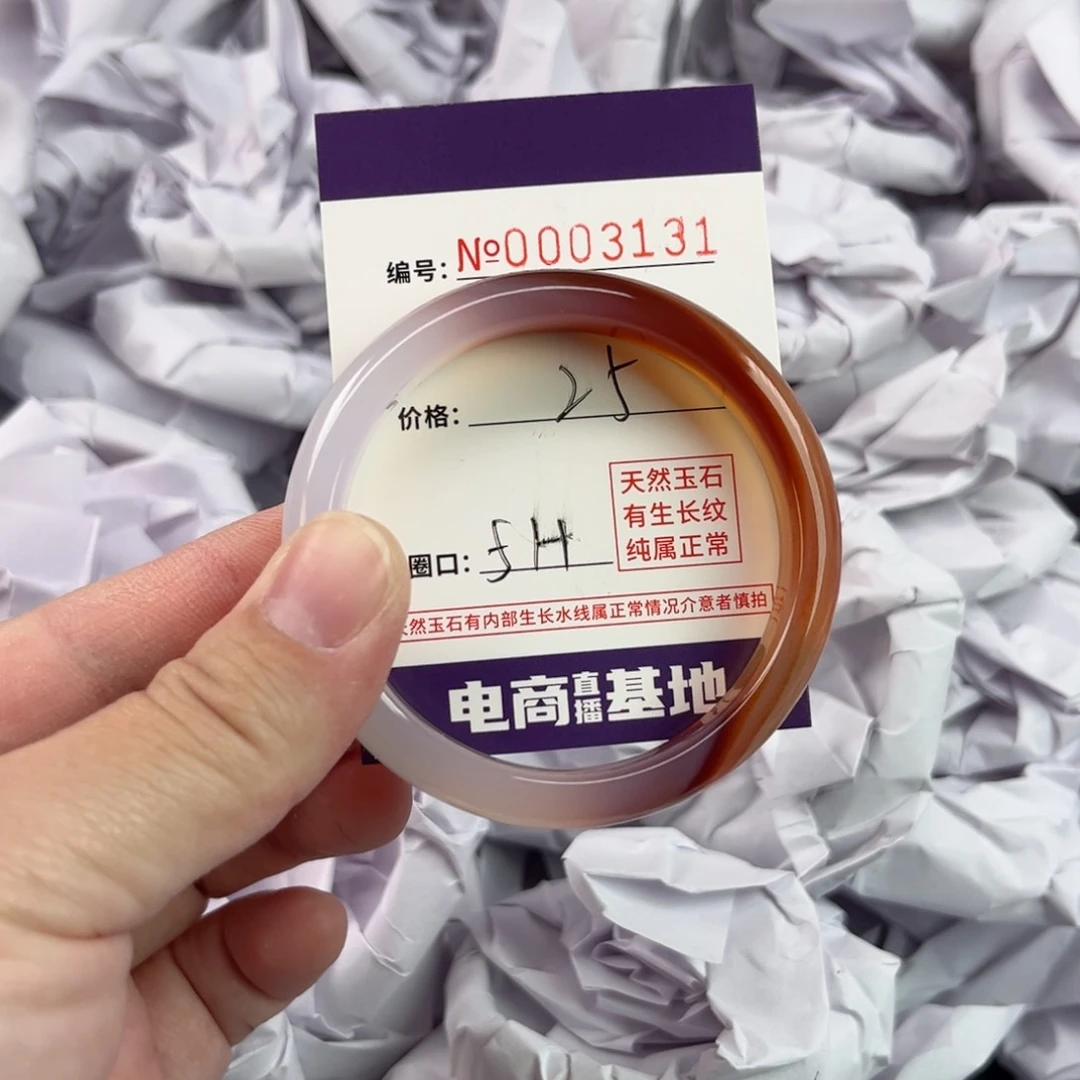 编号: №0003131
价格: 25
天然玉石
有生长纹
纯属正常
圈口: 54
然玉石有内部生长水线属正常情况介意者慎拍
电商直播基地